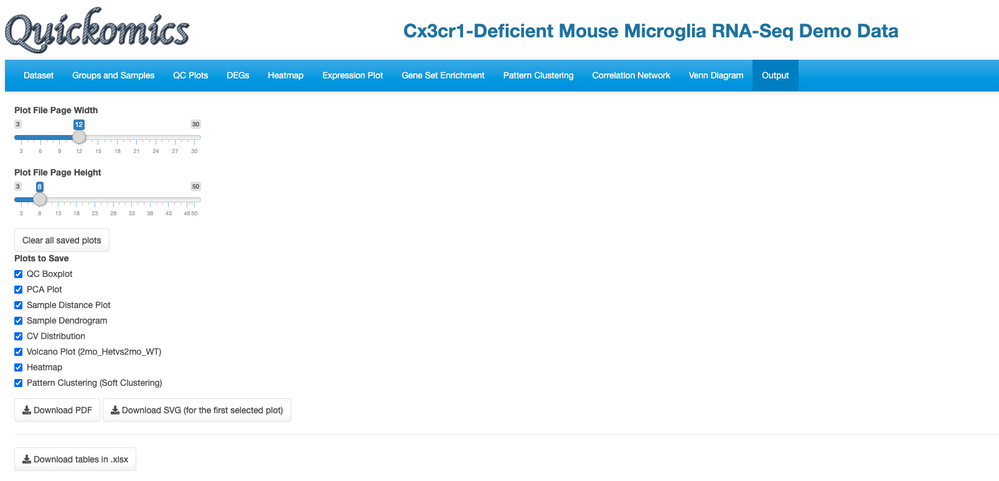 Quickomics
Cx3cr1-Deficient Mouse Microglia RNA-Seq Demo Data
Dataset Groups and Samples QC Plots DEGs Heatmap Expression Plot Gene Set Enrichment Pattern Clustering Correlation Network Venn Diagram Output
Plot File Page Width
3 12 30
3 6 9 12 15 18 21 24 27 30
Plot File Page Height
3 8 50
3 8 13 18 23 28 33 38 43 48 50
Clear all saved plots
Plots to Save
QC Boxplot
PCA Plot
Sample Distance Plot
Sample Dendrogram
CV Distribution
Volcano Plot (2mo_Hetvs2mo_WT)
Heatmap
Pattern Clustering (Soft Clustering)
Download PDF Download SVG (for the first selected plot)
Download tables in .xlsx